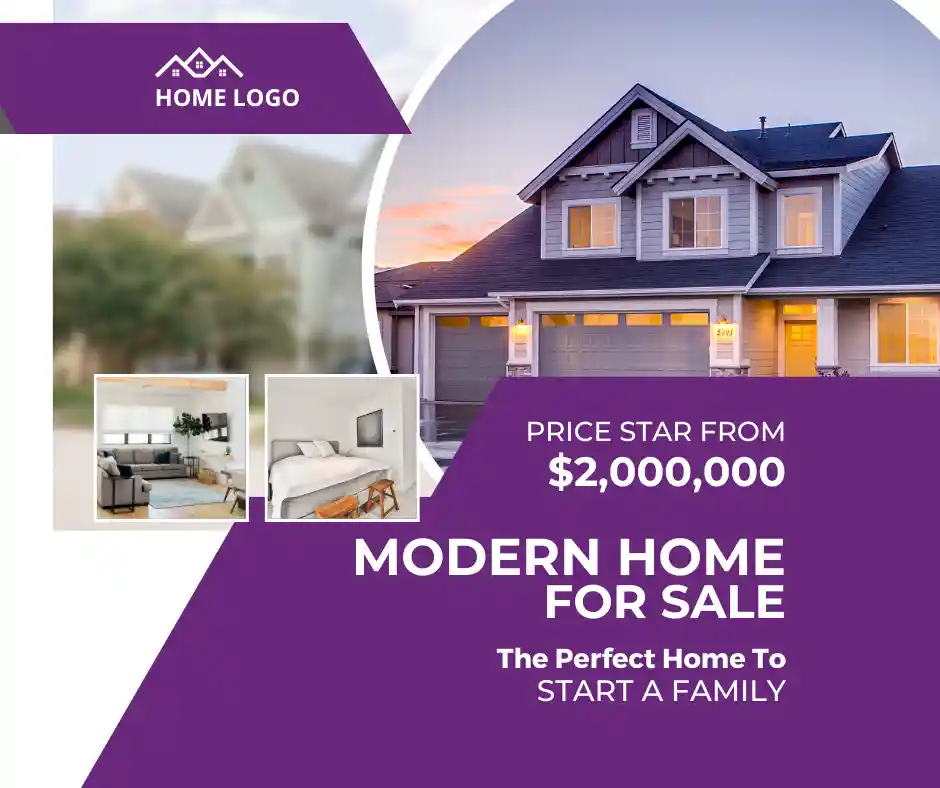 HOME LOGO
PRICE STAR FROM
$2,000,000
MODERN HOME
FOR SALE
The Perfect Home To
START A FAMILY